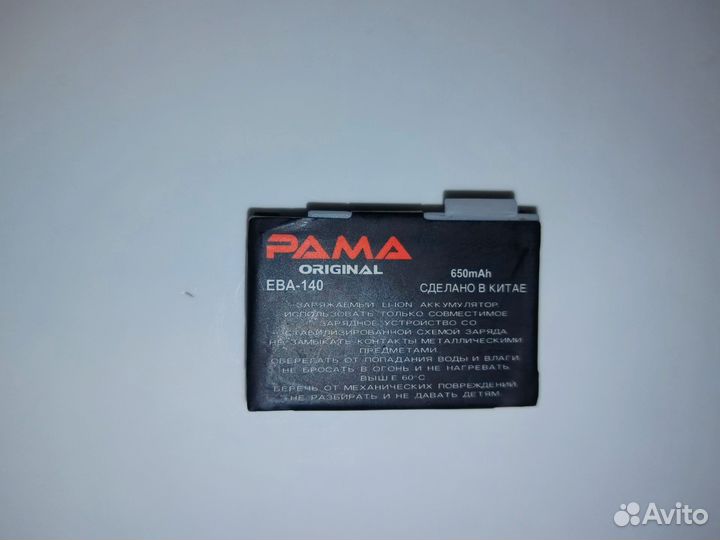 PAMA
ORIGINAL
650mAh
EBA-140
СДЕЛАНО В КИТАЕ
ЗАРЯЖАЕМЫЙ LI-ION АККУМУЛЯТОР.
ИСПОЛЬЗОВАТЬ ТОЛЬКО СОВМЕСТИМОЕ
ЗАРЯДНОЕ УСТРОЙСТВО СО
СТАБИЛИЗИРОВАННОЙ СХЕМОЙ ЗАРЯДА.
НЕ ЗАМЫКАТЬ КОНТАКТЫ МЕТАЛЛИЧЕСКИМИ
ПРЕДМЕТАМИ.
ОБЕРЕГАТЬ ОТ ПОПАДАНИЯ ВОДЫ И ВЛАГИ.
НЕ БРОСАТЬ В ОГОНЬ И НЕ НАГРЕВАТЬ
ВЫШЕ 60°С.
БЕРЕЧЬ ОТ МЕХАНИЧЕСКИХ ПОВРЕЖДЕНИЙ,
НЕ РАЗБИРАТЬ И НЕ ДАВАТЬ ДЕТЯМ.
Avito